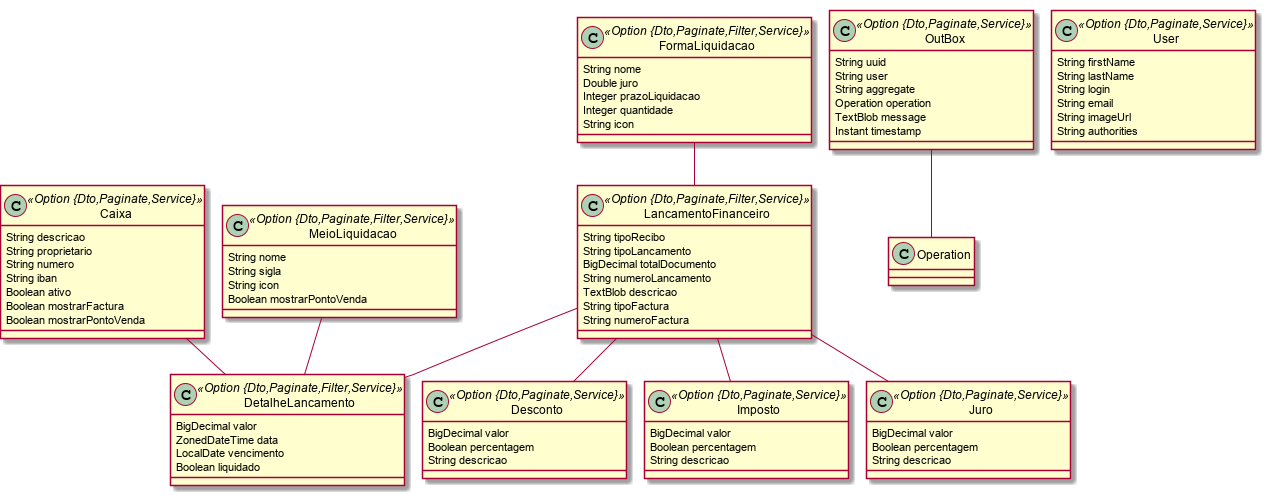 C «Option {Dto,Paginate,Filter,Service}»
FormaLiquidacao
String nome
Double juro
Integer prazoLiquidacao
Integer quantidade
String icon
C «Option {Dto,Paginate,Service}»
OutBox
String uuid
String user
String aggregate
Operation operation
TextBlob message
Instant timestamp
C «Option {Dto,Paginate,Service}»
User
String firstName
String lastName
String login
String email
String imageUrl
String authorities
C «Option {Dto,Paginate,Service}»
Caixa
String descricao
String proprietario
String numero
String iban
Boolean ativo
Boolean mostrarFactura
Boolean mostrarPontoVenda
C «Option {Dto,Paginate,Filter,Service}»
MeioLiquidacao
String nome
String sigla
String icon
Boolean mostrarPontoVenda
C «Option {Dto,Paginate,Filter,Service}»
LancamentoFinanceiro
String tipoRecibo
String tipoLancamento
BigDecimal totalDocumento
String numeroLancamento
TextBlob descricao
String tipoFactura
String numeroFactura
C Operation
C «Option {Dto,Paginate,Filter,Service}»
DetalheLancamento
BigDecimal valor
ZonedDateTime data
LocalDate vencimento
Boolean liquidado
C «Option {Dto,Paginate,Service}»
Desconto
BigDecimal valor
Boolean percentagem
String descricao
C «Option {Dto,Paginate,Service}»
Imposto
BigDecimal valor
Boolean percentagem
String descricao
C «Option {Dto,Paginate,Service}»
Juro
BigDecimal valor
Boolean percentagem
String descricao